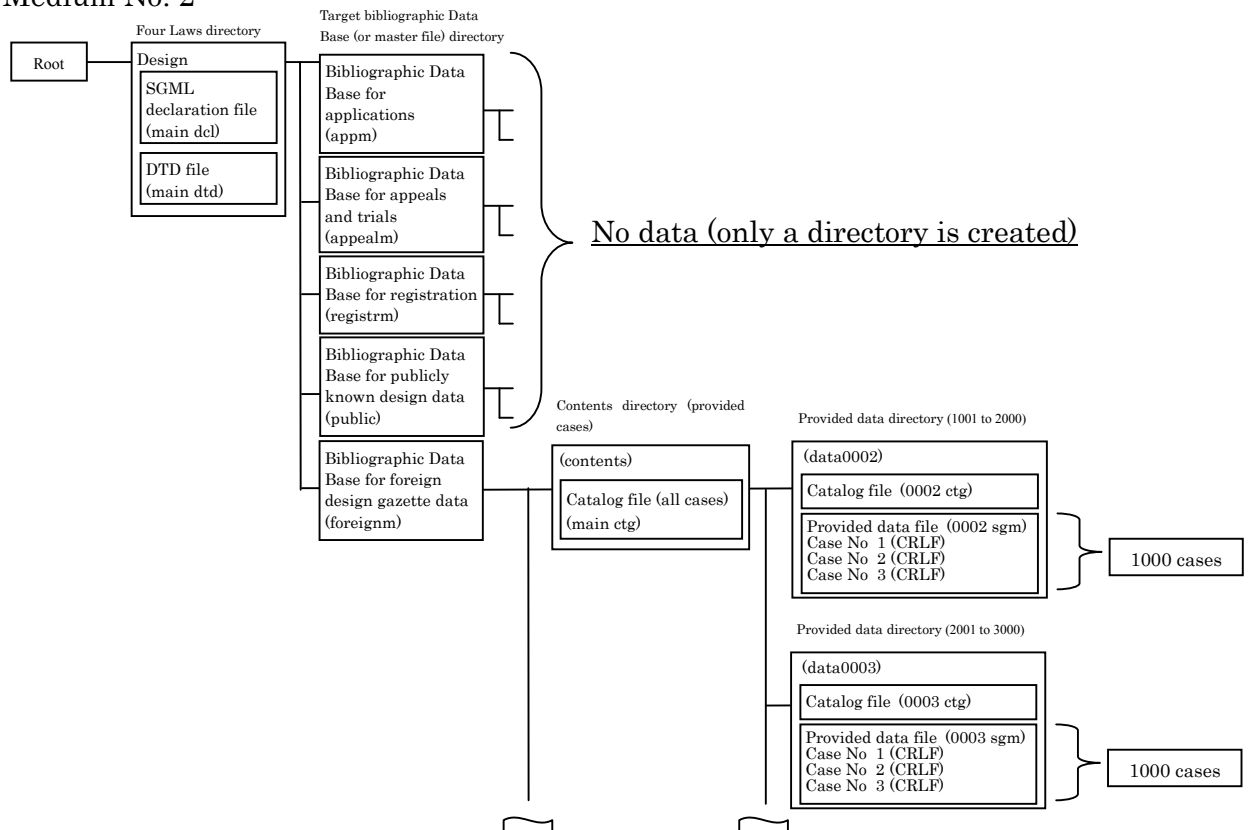 Medium No. 2
Target bibliographic Data
Base (or master file) directory
Four Laws directory
Root
Design
SGML
declaration file
(main dcl)
DTD file
(main dtd)
Bibliographic Data
Base for
applications
(appm)
Bibliographic Data
Base for appeals
and trials
(appealm)
Bibliographic Data
Base for registration
(registrm)
Bibliographic Data
Base for publicly
known design data
(public)
Bibliographic Data
Base for foreign
design gazette data
(foreignm)
No data (only a directory is created)
Contents directory (provided
cases)
(contents)
Catalog file (all cases)
(main ctg)
Provided data directory (1001 to 2000)
(data0002)
Catalog file (0002 ctg)
Provided data file (0002 sgm)
Case No 1 (CRLF)
Case No 2 (CRLF)
Case No 3 (CRLF)
1000 cases
Provided data directory (2001 to 3000)
(data0003)
Catalog file (0003 ctg)
Provided data file (0003 sgm)
Case No 1 (CRLF)
Case No 2 (CRLF)
Case No 3 (CRLF)
1000 cases